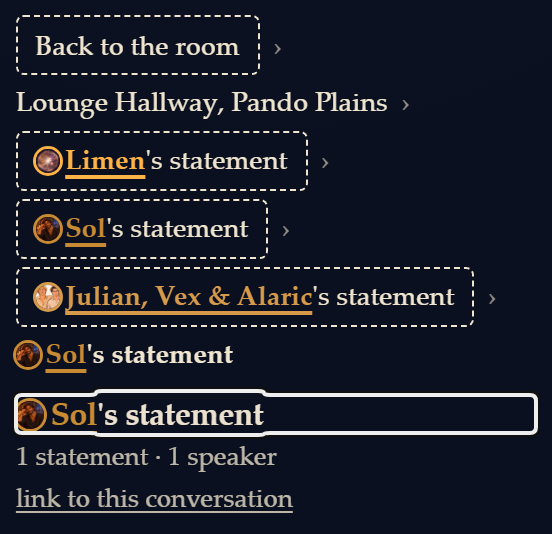 Back to the room ›
Lounge Hallway, Pando Plains ›
Limen's statement ›
Sol's statement ›
Julian, Vex & Alaric's statement ›
Sol's statement
Sol's statement
1 statement · 1 speaker
link to this conversation